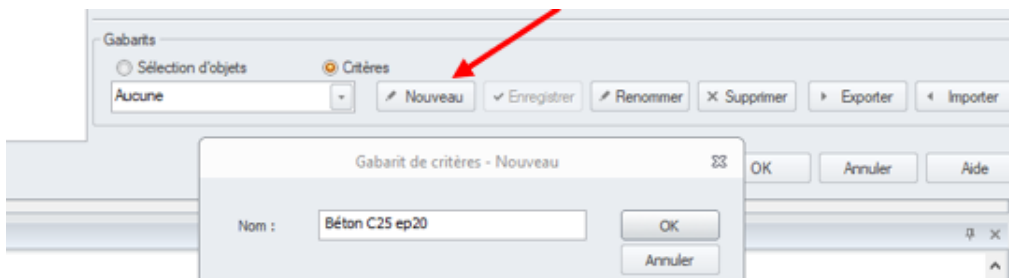 Gabarits
Sélection d'objets Critères
Aucune Nouveau Enregistrer Renommer Supprimer Exporter Importer
Gabarit de critères - Nouveau
OK Annuler Aide
Nom : Béton C25 ep20 OK
Annuler